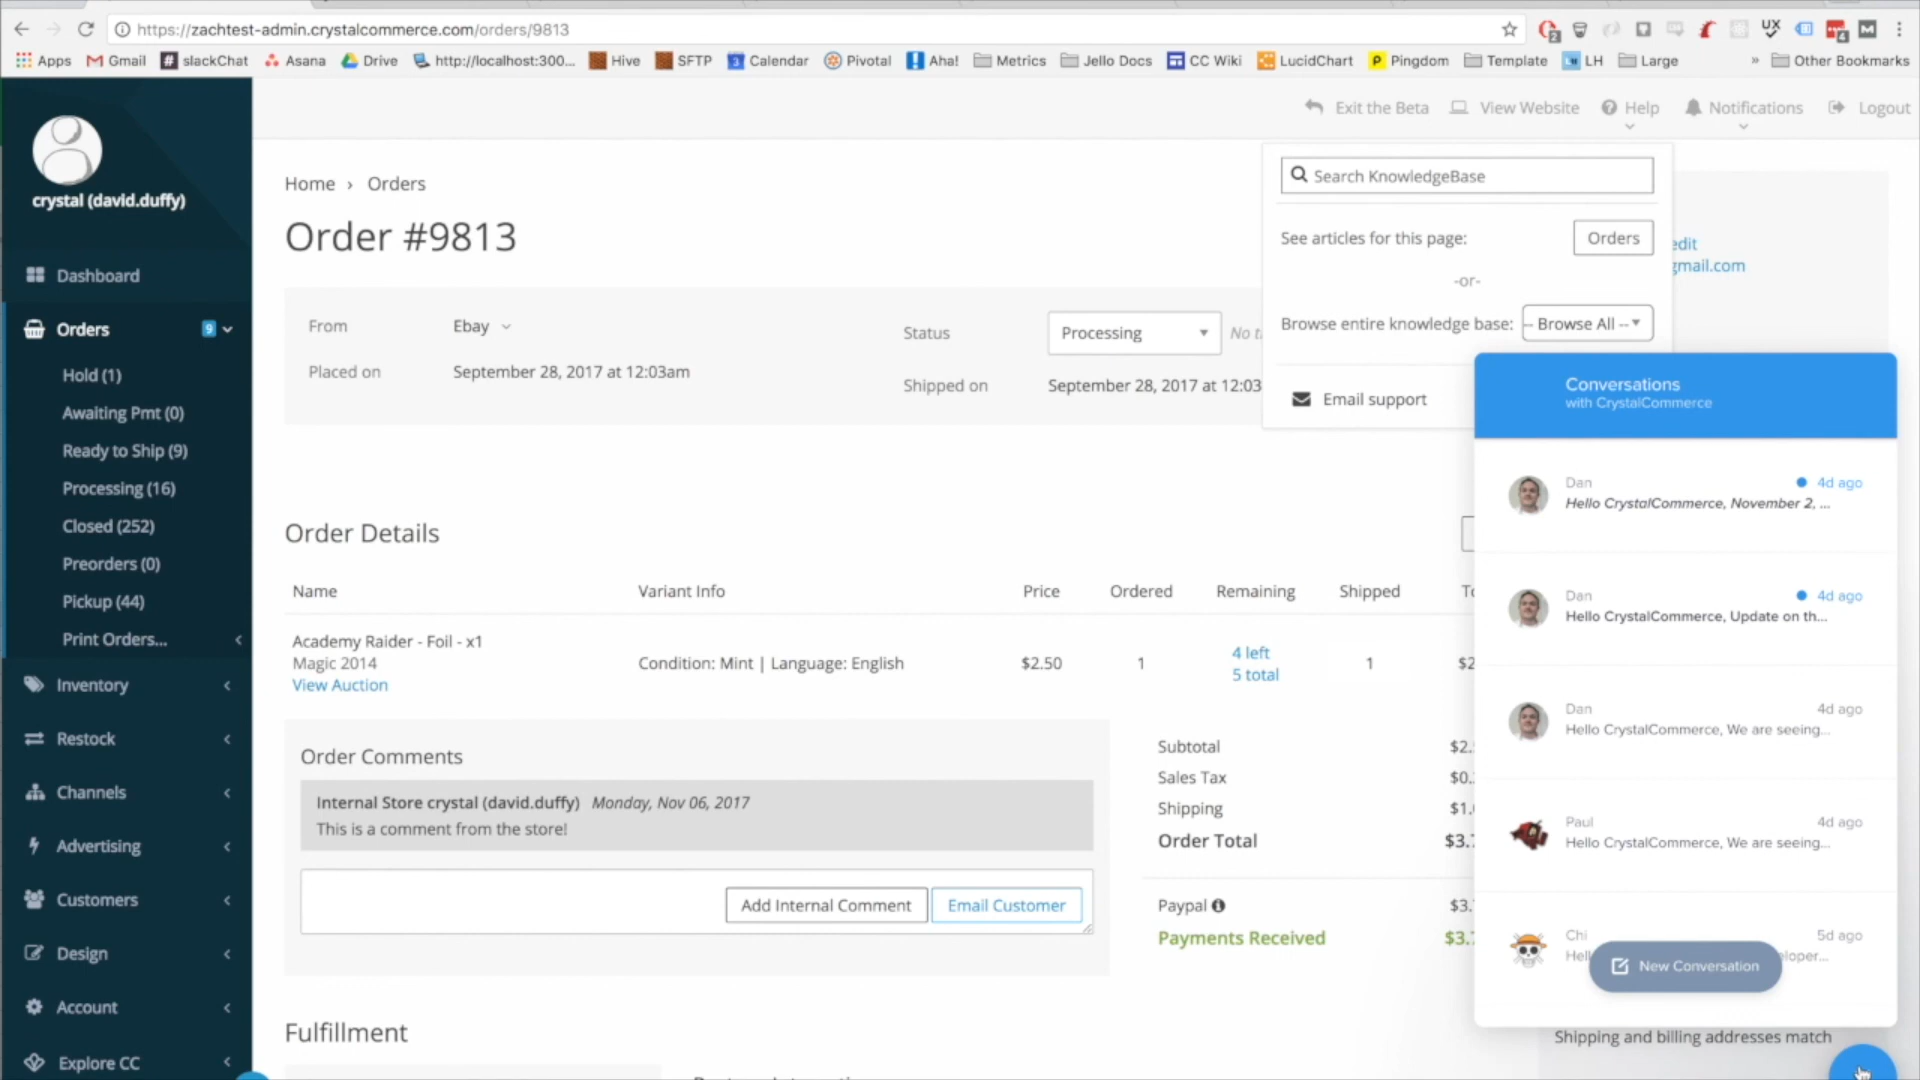 https://zachtest-admin.crystalcommerce.com/orders/9813
Apps Gmail slackChat Asana Drive http://localhost:300... Hive SFTP Calendar Pivotal Aha! Metrics Jello Docs CC Wiki LucidChart Pingdom Template LH Large » Other Bookmarks
Exit the Beta View Website Help Notifications Logout
crystal (david.duffy)
Dashboard
Orders 9
Hold (1)
Awaiting Pmt (0)
Ready to Ship (9)
Processing (16)
Closed (252)
Preorders (0)
Pickup (44)
Print Orders...
Inventory
Restock
Channels
Advertising
Customers
Design
Account
Explore CC
Home › Orders
Order #9813
From Ebay
Placed on September 28, 2017 at 12:03am
Status Processing
Shipped on September 28, 2017 at 12:03
Search KnowledgeBase
See articles for this page: Orders
-or-
Browse entire knowledge base: -- Browse All --
Email support
edit
gmail.com
Order Details
Name Variant Info Price Ordered Remaining Shipped
Academy Raider - Foil - x1
Magic 2014
View Auction
Condition: Mint | Language: English $2.50 1 4 left 1
5 total
Order Comments
Internal Store crystal (david.duffy) Monday, Nov 06, 2017
This is a comment from the store!
Add Internal Comment Email Customer
Subtotal $2.
Sales Tax $0.
Shipping $1.
Order Total $3.
Paypal $3.
Payments Received $3.
Fulfillment
Conversations
with CrystalCommerce
Dan 4d ago
Hello CrystalCommerce, November 2, ...
Dan 4d ago
Hello CrystalCommerce, Update on th...
Dan 4d ago
Hello CrystalCommerce, We are seeing...
Paul 4d ago
Hello CrystalCommerce, We are seeing...
Chi 5d ago
New Conversation
Shipping and billing addresses match